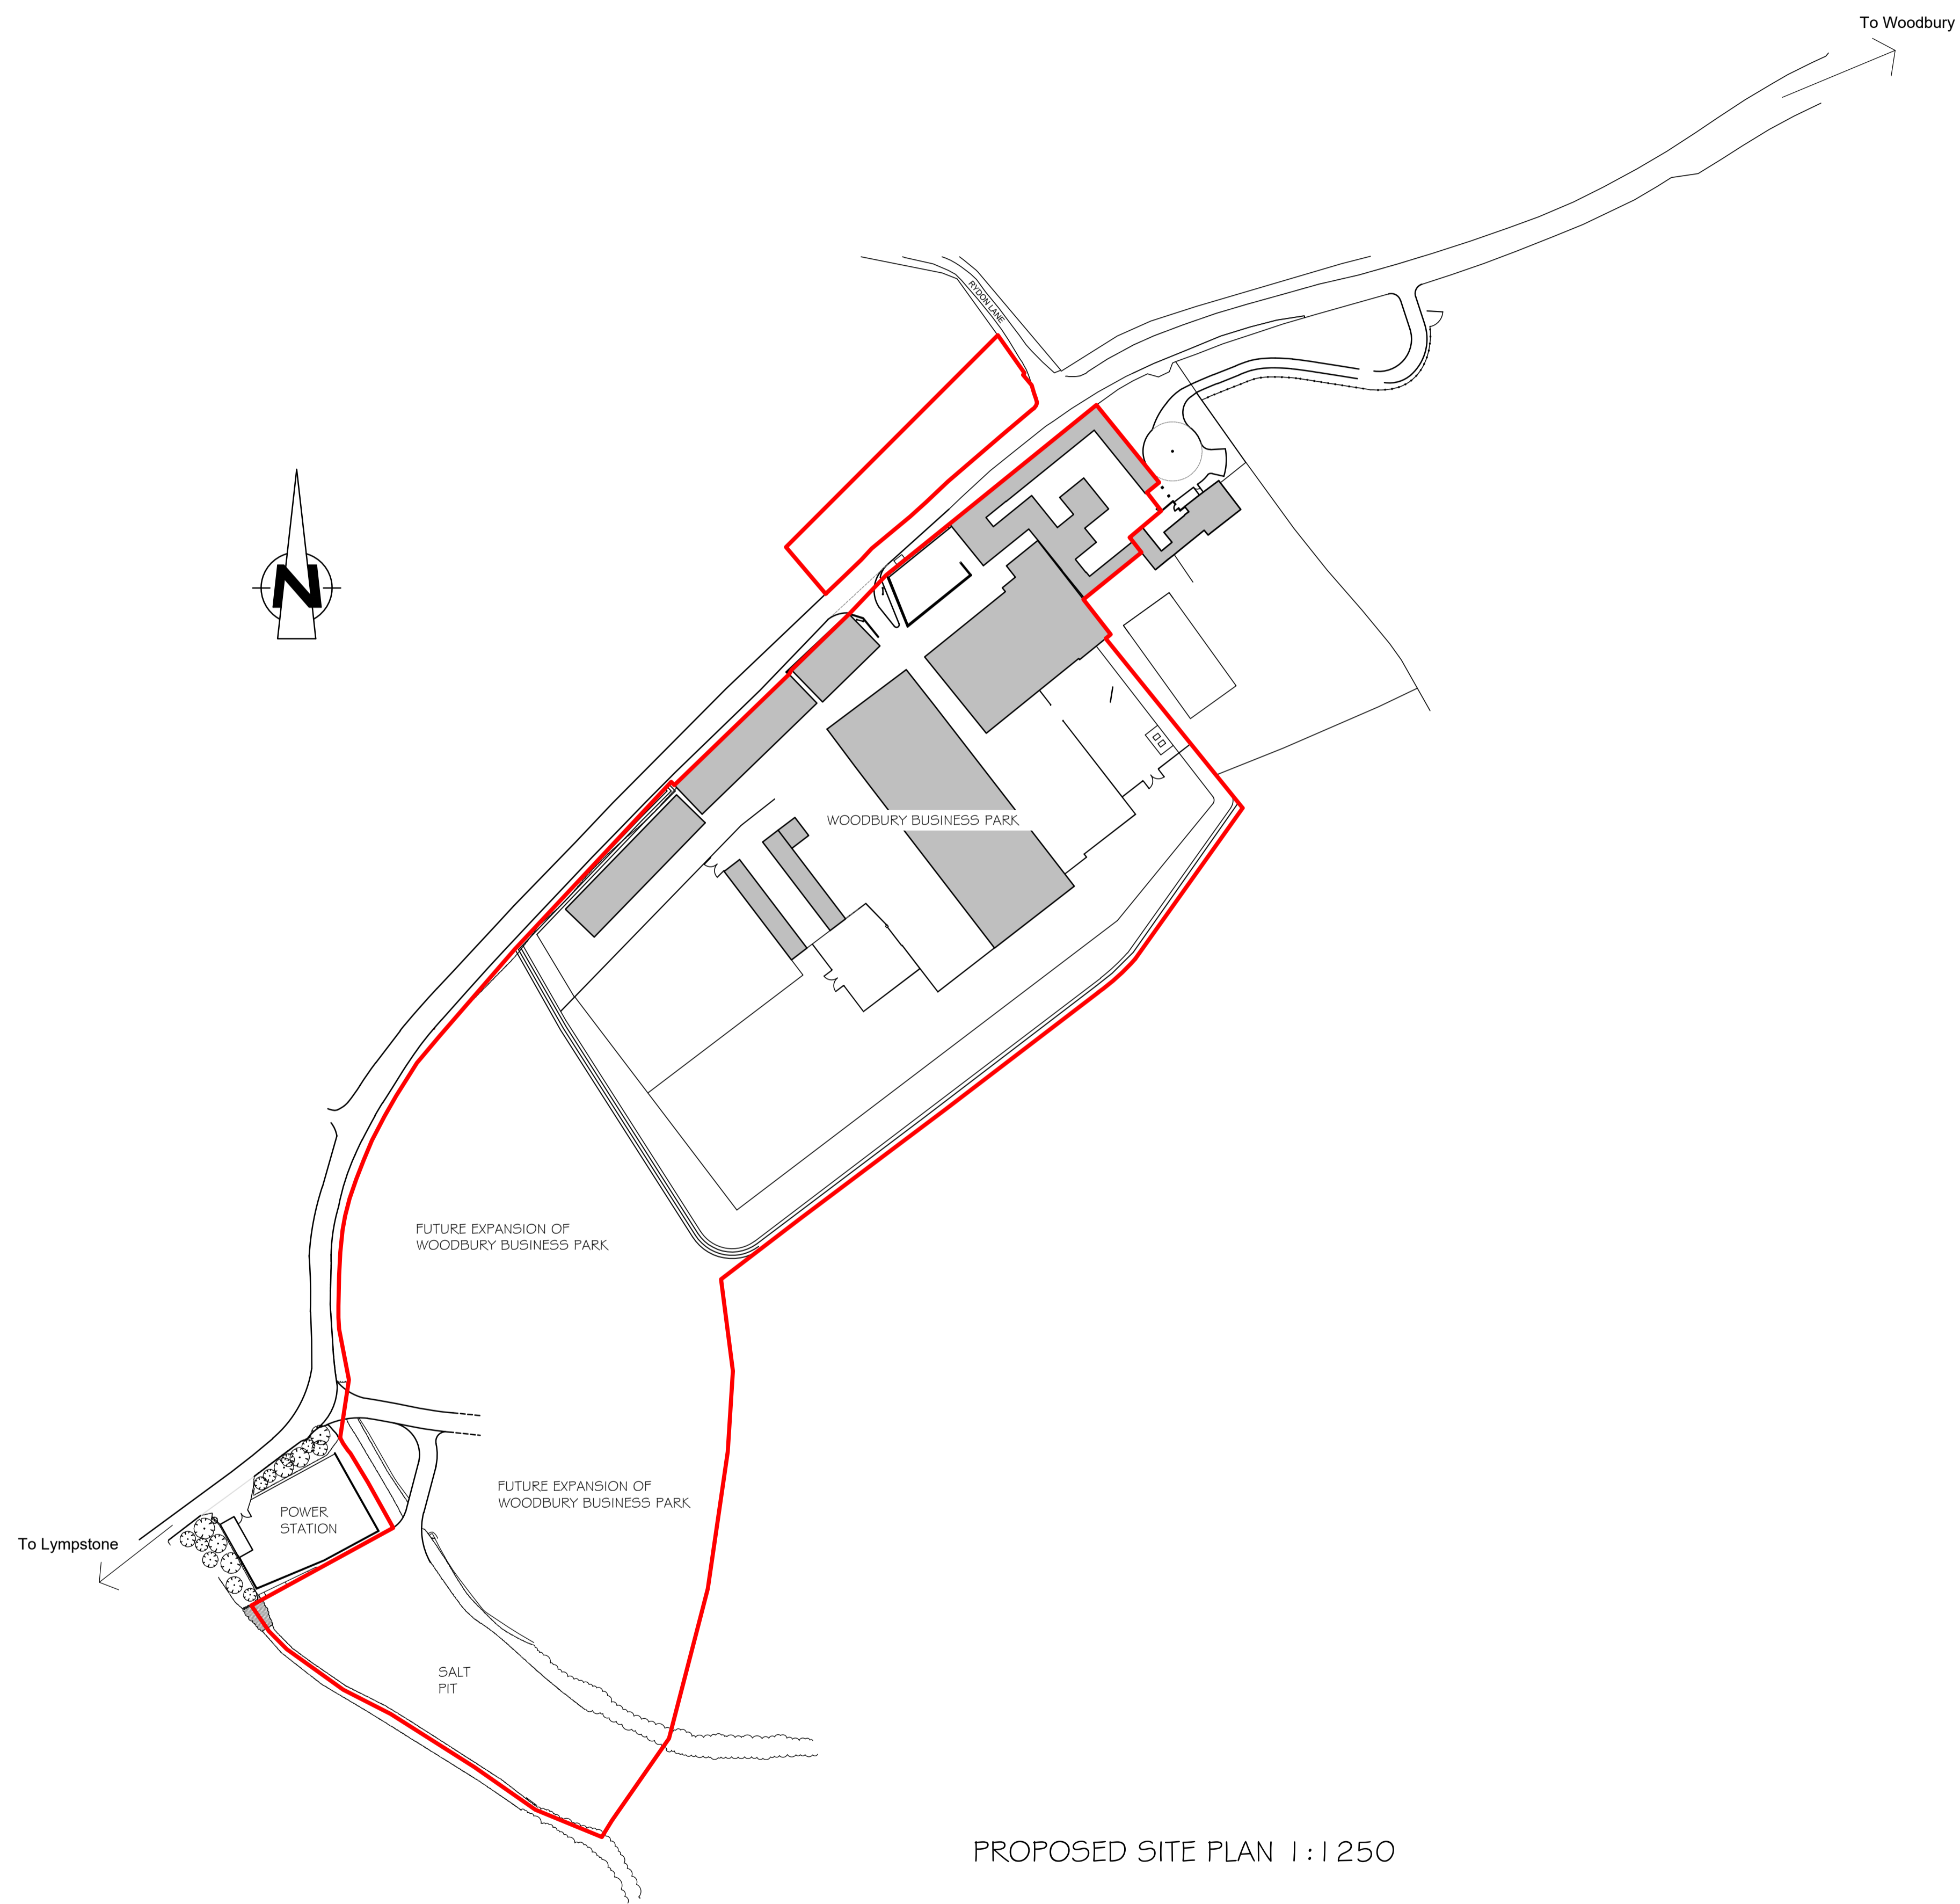 To Woodbury
RYDON LANE
N
WOODBURY BUSINESS PARK
FUTURE EXPANSION OF
WOODBURY BUSINESS PARK
FUTURE EXPANSION OF
WOODBURY BUSINESS PARK
POWER
STATION
To Lympstone
SALT
PIT
PROPOSED SITE PLAN 1:1250